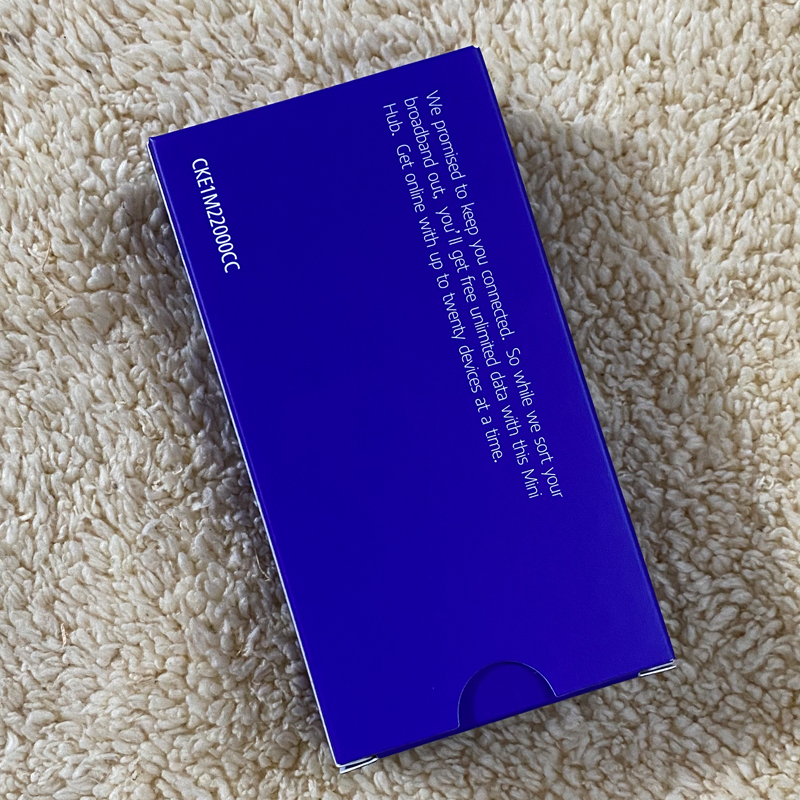 We promised to keep you connected. So while we sort your
broadband out, you'll get free unlimited data with this Mini
Hub. Get online with up to twenty devices at a time.
CKE1M22000CC